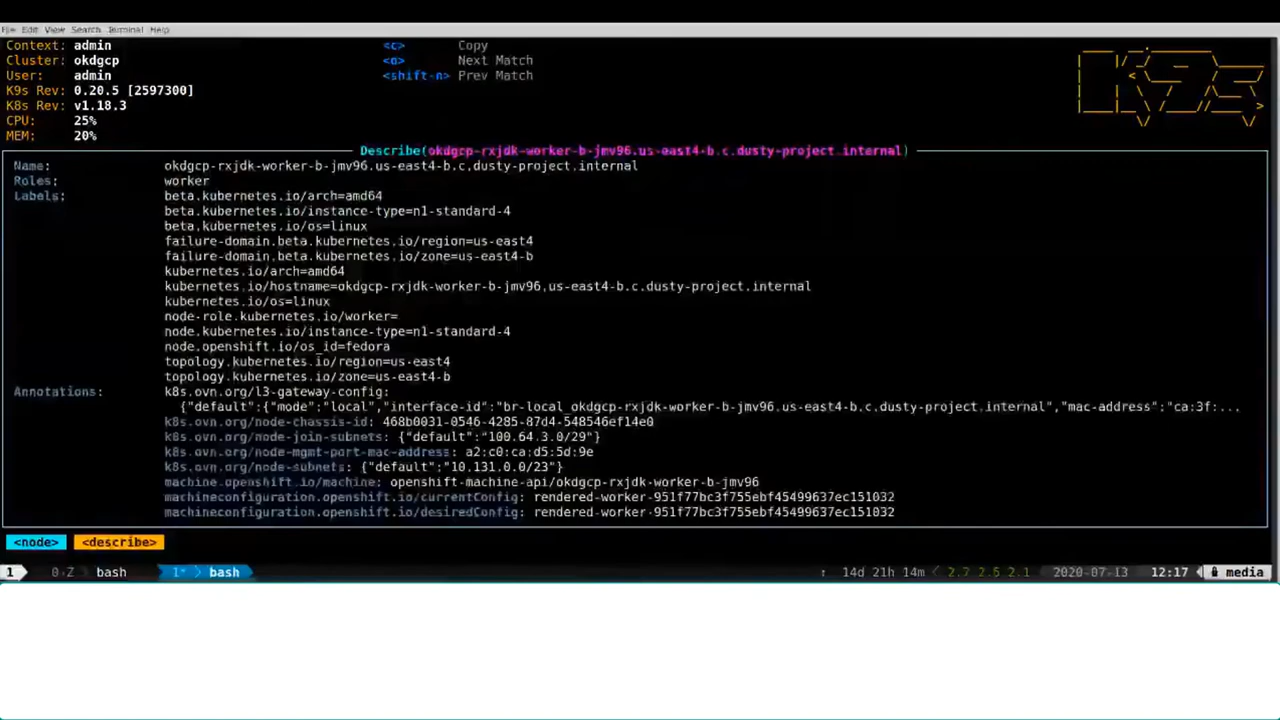 File Edit View Search Terminal Help
Context: admin
Cluster: okdgcp
User: admin
K9s Rev: 0.20.5 [2597300]
K8s Rev: v1.18.3
CPU: 25%
MEM: 20%
<c> Copy
<n> Next Match
<shift-n> Prev Match
K9s
Describe(okdgcp-rxjdk-worker-b-jmv96.us-east4-b.c.dusty-project.internal)
Name: okdgcp-rxjdk-worker-b-jmv96.us-east4-b.c.dusty-project.internal
Roles: worker
Labels: beta.kubernetes.io/arch=amd64
beta.kubernetes.io/instance-type=n1-standard-4
beta.kubernetes.io/os=linux
failure-domain.beta.kubernetes.io/region=us-east4
failure-domain.beta.kubernetes.io/zone=us-east4-b
kubernetes.io/arch=amd64
kubernetes.io/hostname=okdgcp-rxjdk-worker-b-jmv96.us-east4-b.c.dusty-project.internal
kubernetes.io/os=linux
node-role.kubernetes.io/worker=
node.kubernetes.io/instance-type=n1-standard-4
node.openshift.io/os_id=fedora
topology.kubernetes.io/region=us-east4
topology.kubernetes.io/zone=us-east4-b
Annotations: k8s.ovn.org/l3-gateway-config:
{"default":{"mode":"local","interface-id":"br-local_okdgcp-rxjdk-worker-b-jmv96.us-east4-b.c.dusty-project.internal","mac-address":"ca:3f:...
k8s.ovn.org/node-chassis-id: 468b0031-0546-4285-87d4-548546ef14e0
k8s.ovn.org/node-join-subnets: {"default":"100.64.3.0/29"}
k8s.ovn.org/node-mgmt-port-mac-address: a2:c0:ca:d5:5d:9e
k8s.ovn.org/node-subnets: {"default":"10.131.0.0/23"}
machine.openshift.io/machine: openshift-machine-api/okdgcp-rxjdk-worker-b-jmv96
machineconfiguration.openshift.io/currentConfig: rendered-worker-951f77bc3f755ebf45499637ec151032
machineconfiguration.openshift.io/desiredConfig: rendered-worker-951f77bc3f755ebf45499637ec151032
<node> <describe>
1 0-Z bash 1* bash ↑ 14d 21h 14m 2.7 2.5 2.1 2020-07-13 12:17 media